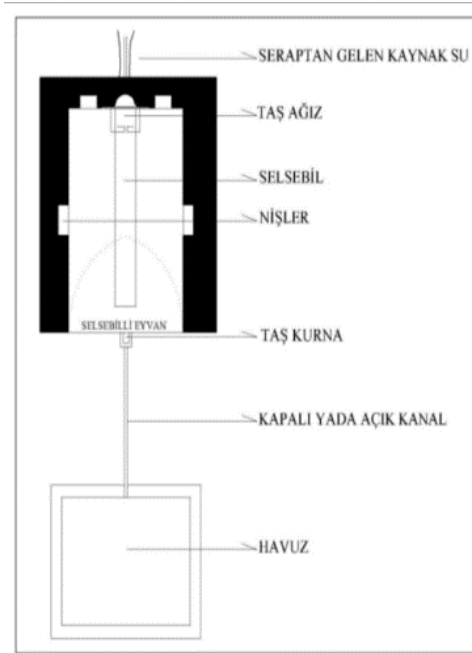 SERAPTAN GELEN KAYNAK SU
TAŞ AĞIZ
SELSEBİL
NİŞLER
SELSEBİLLİ EYVAN
TAŞ KURNA
KAPALI YADA AÇIK KANAL
HAVUZ